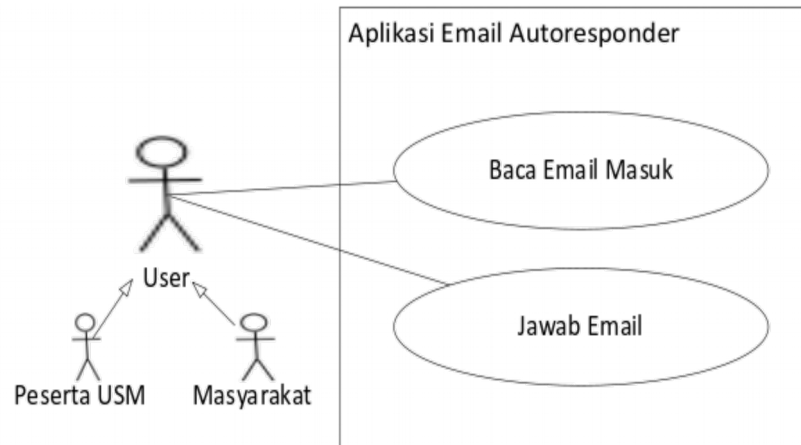 Aplikasi Email Autoresponder
Baca Email Masuk
User
Jawab Email
Peserta USM
Masyarakat